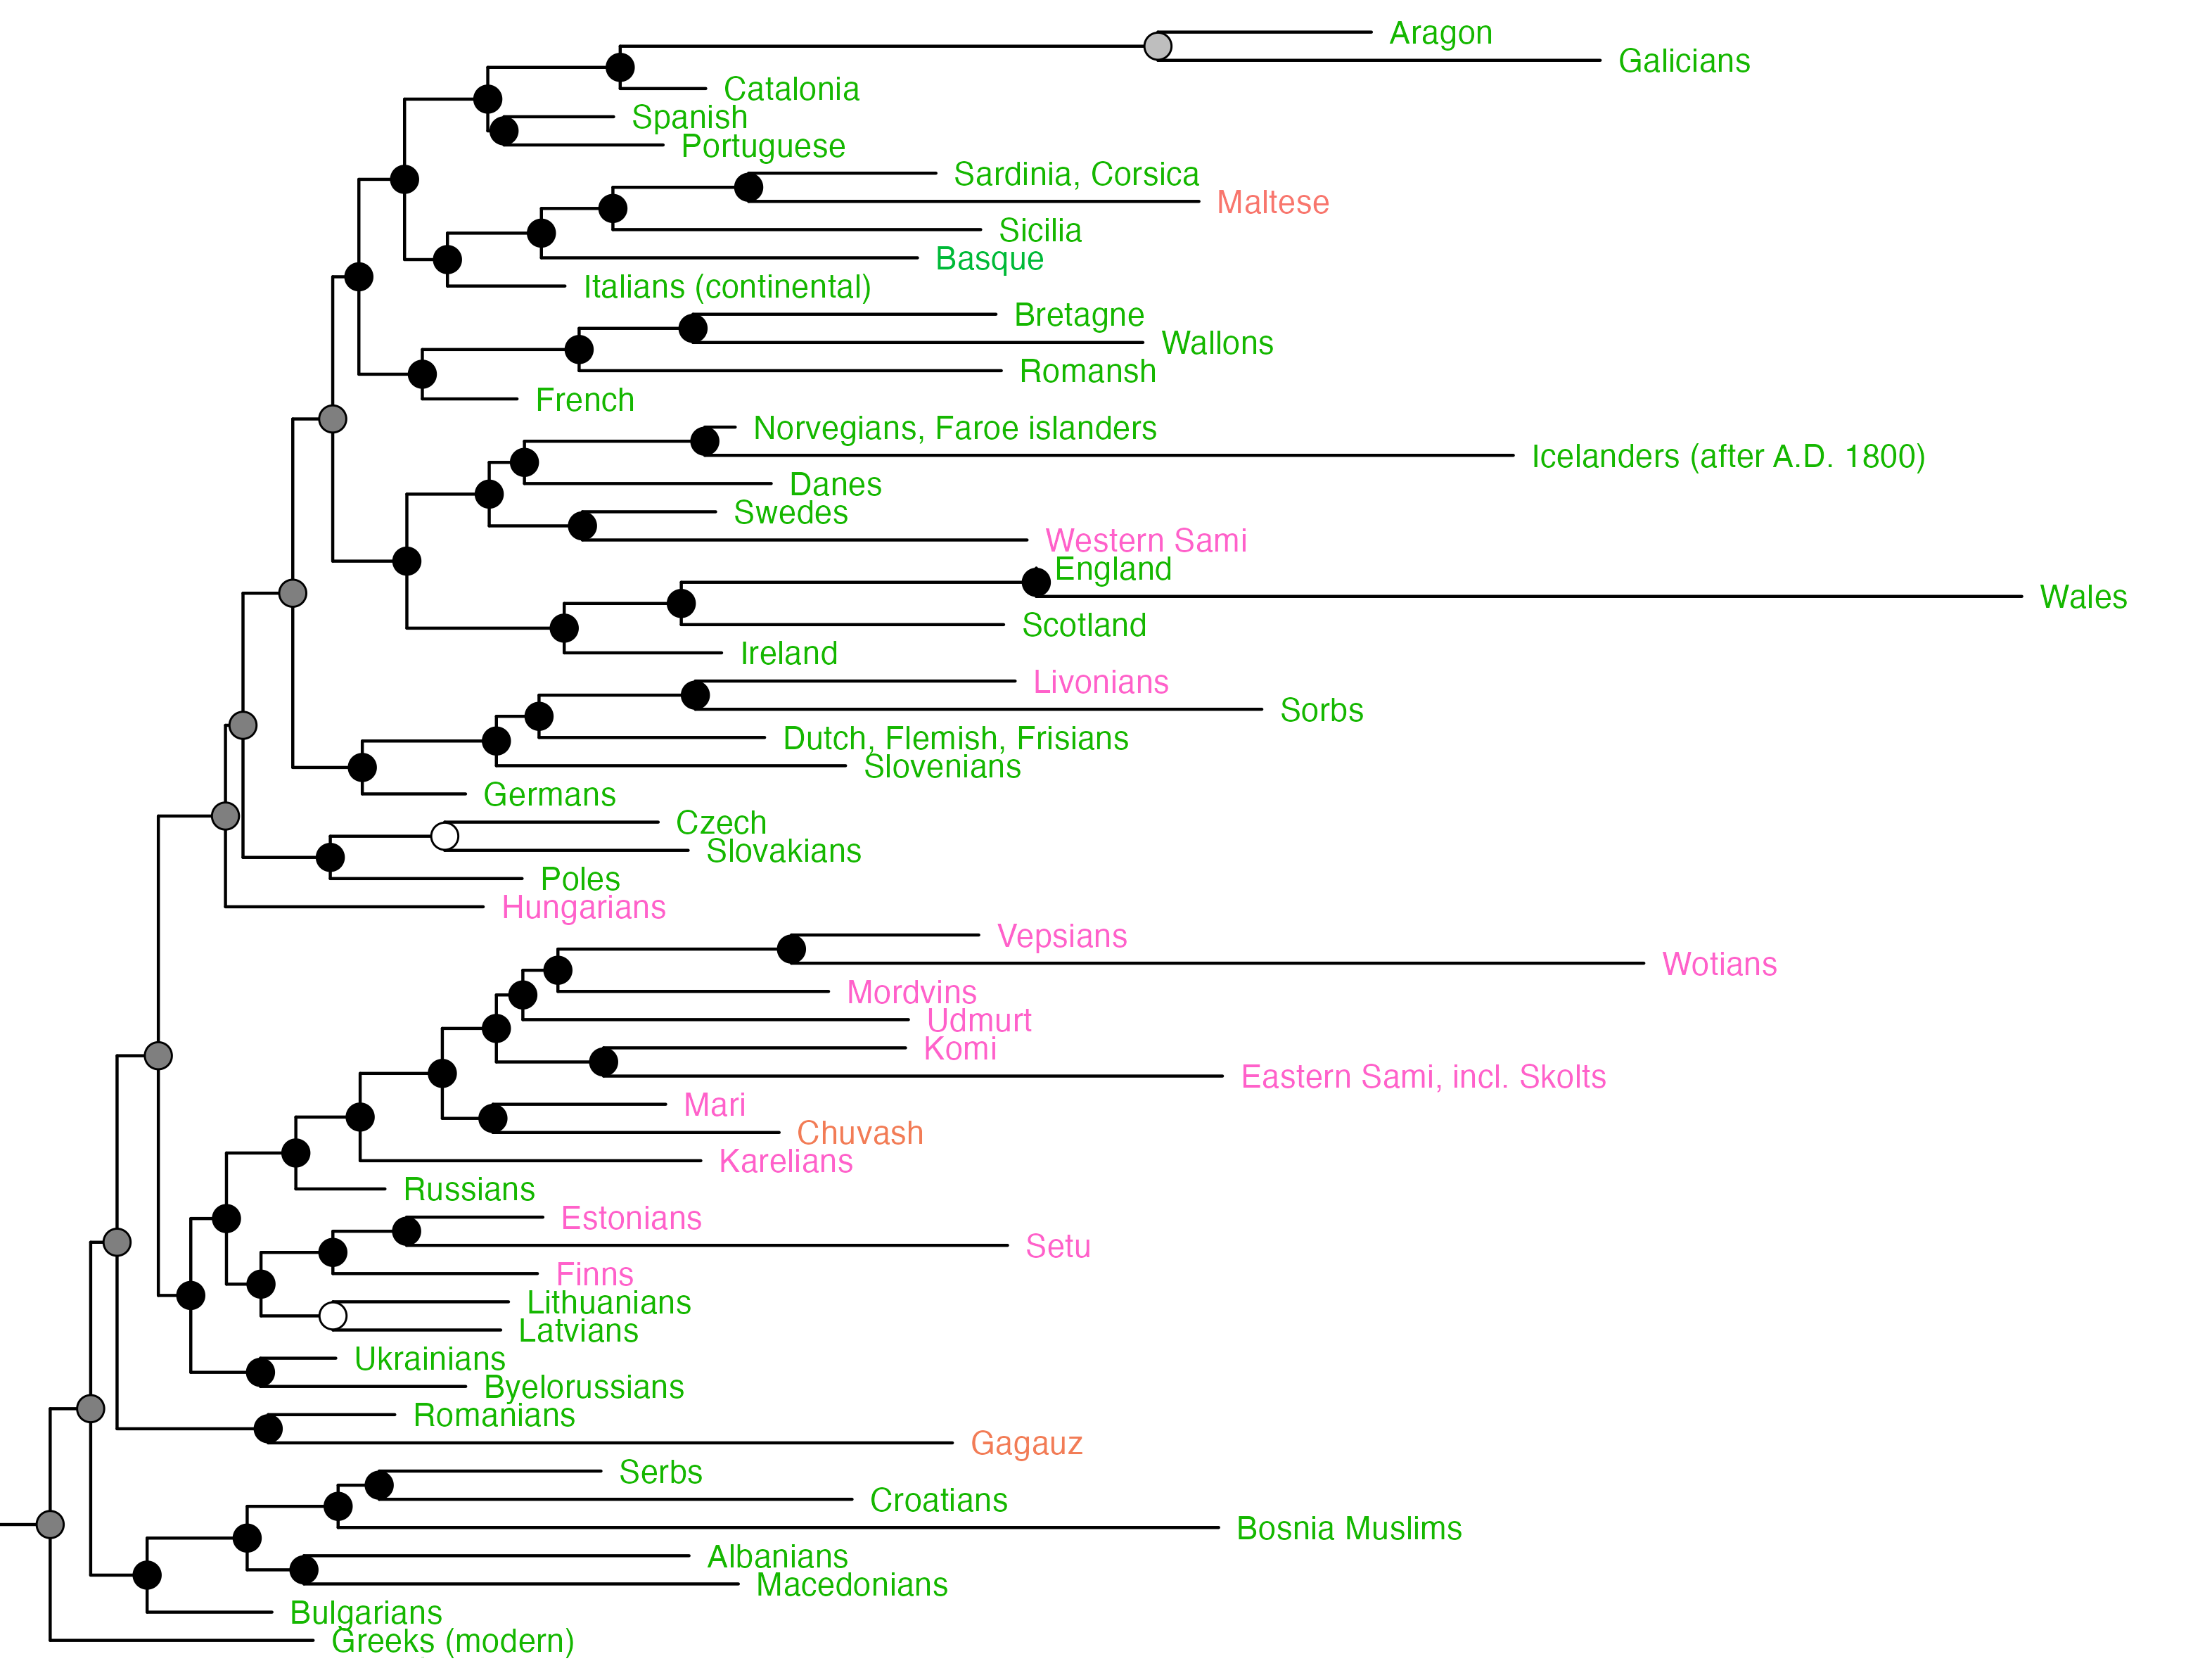 Aragon
Galicians
Catalonia
Spanish
Portuguese
Sardinia, Corsica
Maltese
Sicilia
Basque
Italians (continental)
Bretagne
Wallons
Romansh
French
Norvegians, Faroe islanders
Icelanders (after A.D. 1800)
Danes
Swedes
Western Sami
England
Wales
Scotland
Ireland
Livonians
Sorbs
Dutch, Flemish, Frisians
Slovenians
Germans
Czech
Slovakians
Poles
Hungarians
Vepsians
Wotians
Mordvins
Udmurt
Komi
Eastern Sami, incl. Skolts
Mari
Chuvash
Karelians
Russians
Estonians
Setu
Finns
Lithuanians
Latvians
Ukrainians
Byelorussians
Romanians
Gagauz
Serbs
Croatians
Bosnia Muslims
Albanians
Macedonians
Bulgarians
Greeks (modern)